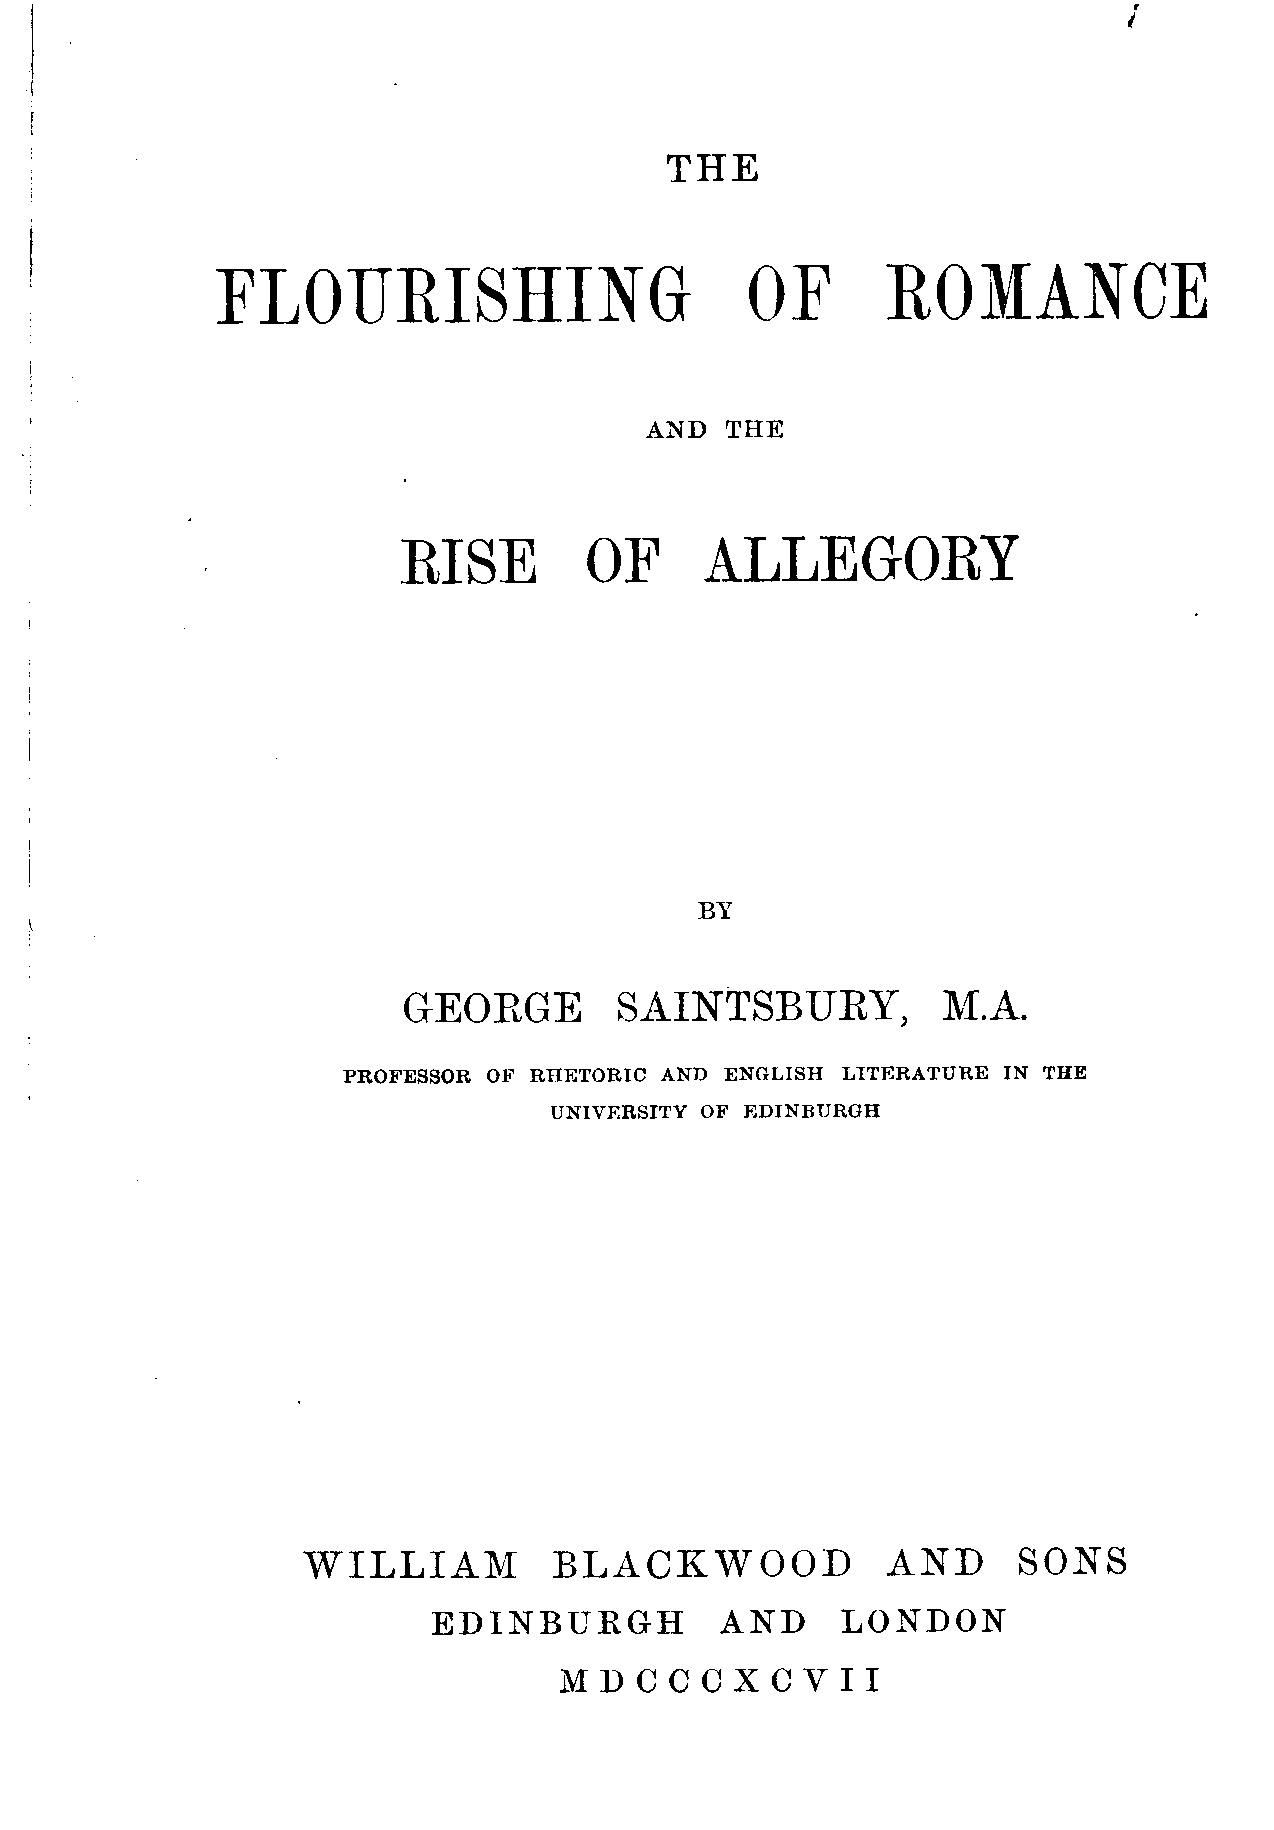 THE
FLOURISHING OF ROMANCE
AND THE
RISE OF ALLEGORY
BY
GEORGE SAINTSBURY, M.A.
PROFESSOR OF RHETORIC AND ENGLISH LITERATURE IN THE
UNIVERSITY OF EDINBURGH
WILLIAM BLACKWOOD AND SONS
EDINBURGH AND LONDON
MDCCCXCVII